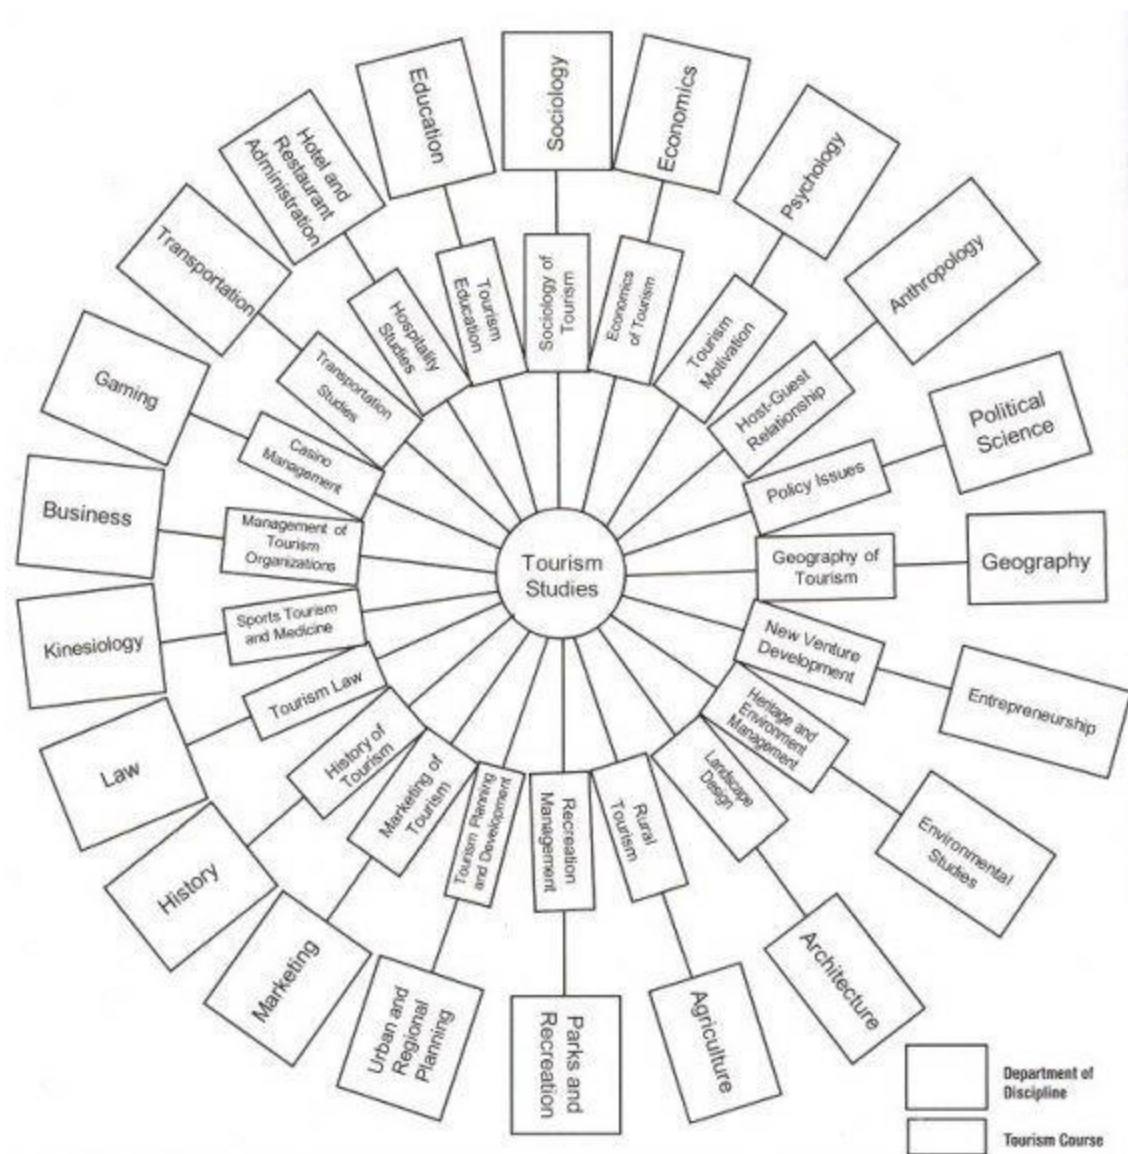 Sociology
Economics
Psychology
Anthropology
Political
Science
Geography
Entrepreneurship
Environmental
Studies
Architecture
Agriculture
Parks and
Recreation
Urban and
Regional
Planning
Marketing
History
Law
Kinesiology
Business
Gaming
Transportation
Hotel and
Restaurant
Administration
Education
Sociology of
Tourism
Economics
of Tourism
Tourism
Motivation
Host-Guest
Relationship
Policy Issues
Geography of
Tourism
New Venture
Development
Heritage and
Environment
Management
Landscape
Design
Rural
Tourism
Recreation
Management
Tourism Planning
and Development
Marketing of
Tourism
History of
Tourism
Tourism Law
Sports Tourism
and Medicine
Management of
Tourism
Organizations
Casino
Management
Transportation
Studies
Hospitality
Studies
Tourism
Education
Tourism
Studies
Department of
Discipline
Tourism Course